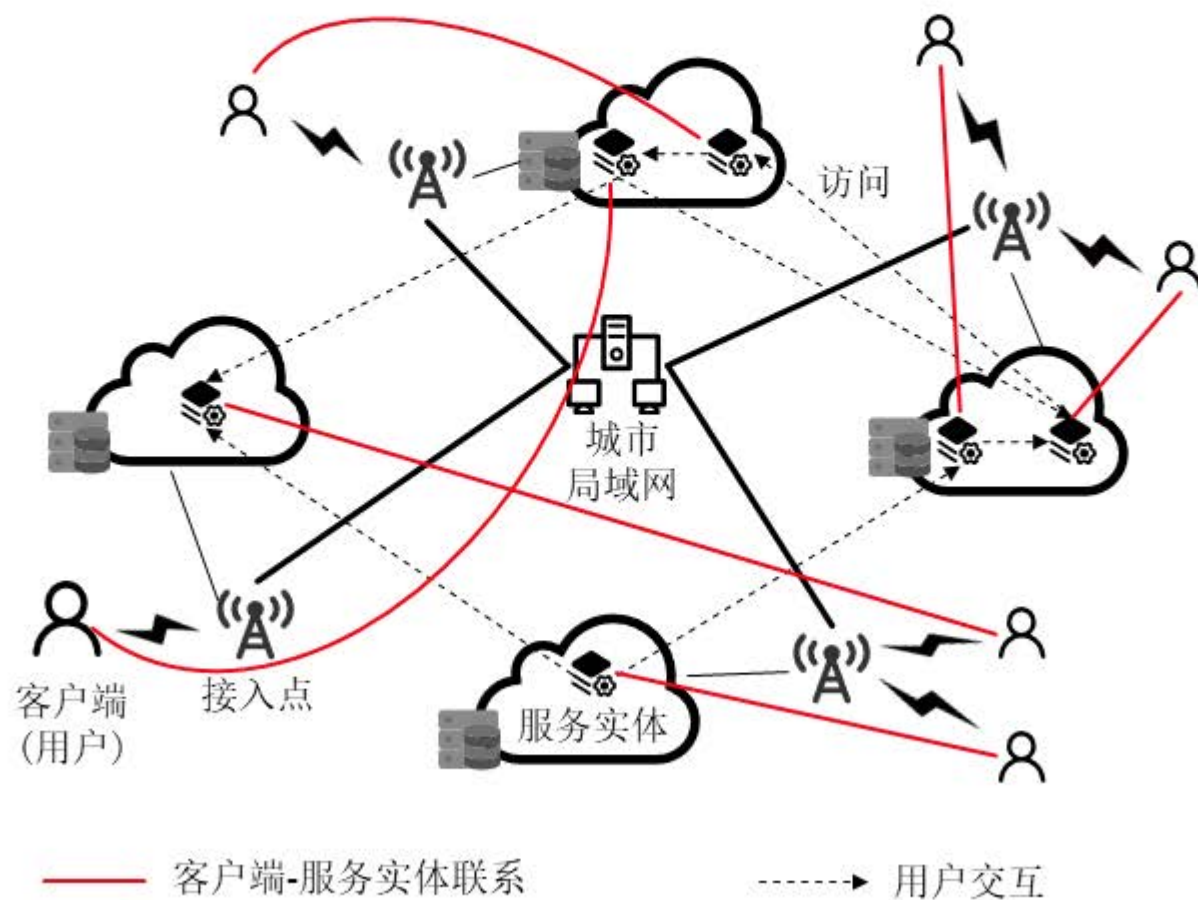 访问
城市
局域网
客户端
(用户)
接入点
服务实体
客户端-服务实体联系
用户交互